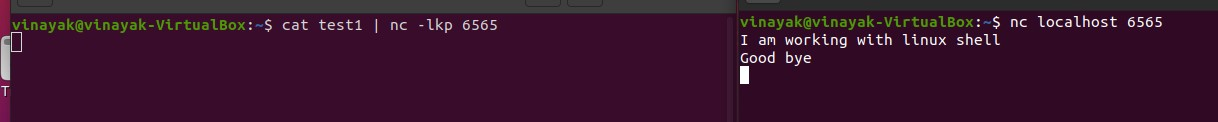 vinayak@vinayak-VirtualBox:~$ cat test1 | nc -lkp 6565
T
vinayak@vinayak-VirtualBox:~$ nc localhost 6565
I am working with linux shell
Good bye